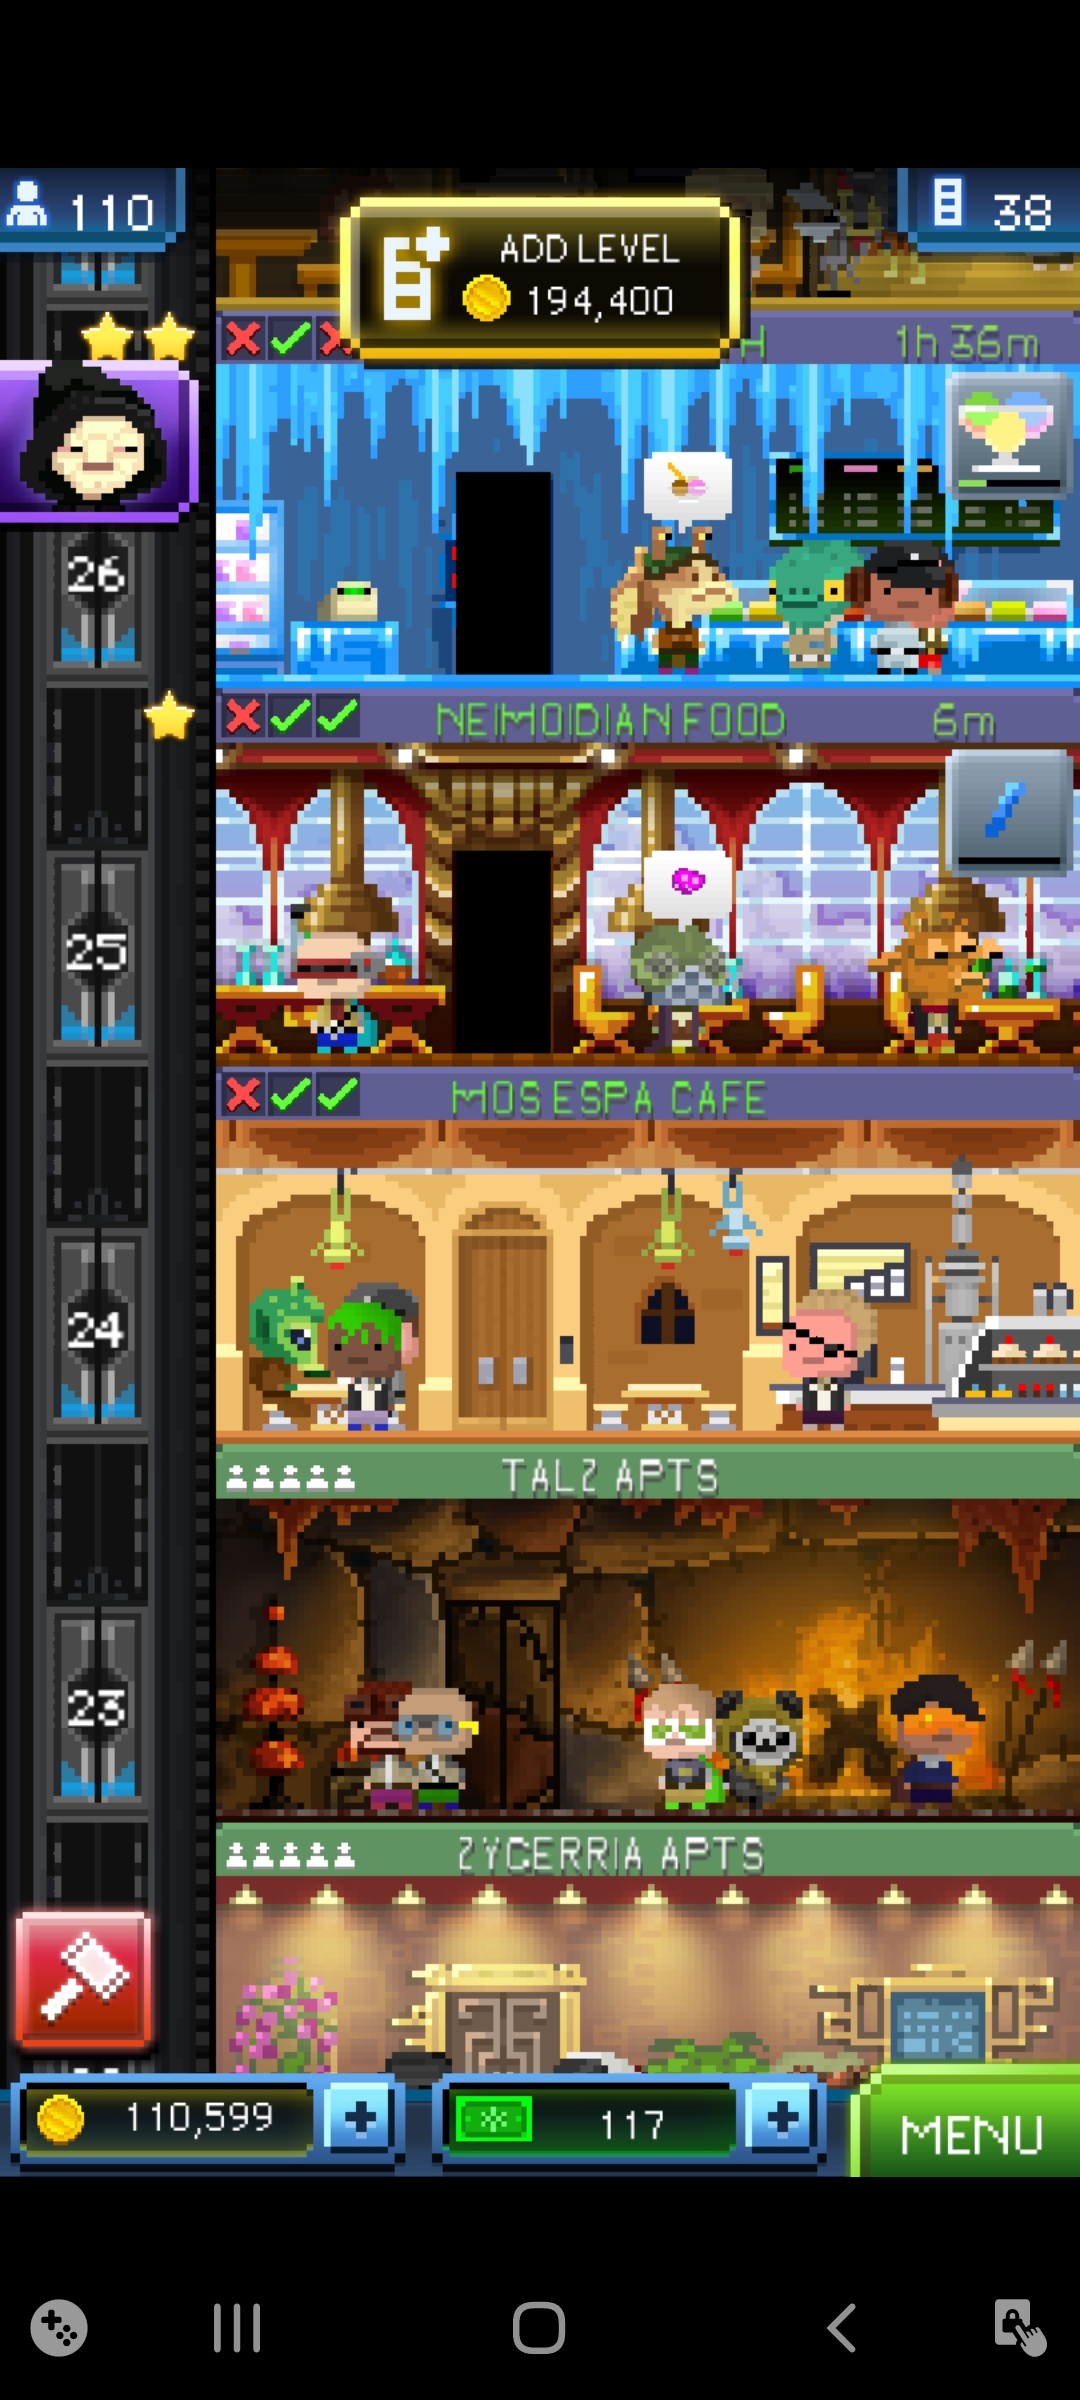 110
ADD LEVEL
194,400
38
H 1h 36m
26
NEIMOIDIAN FOOD 6m
25
MOS ESPA CAFE
24
TALZ APTS
23
ZYGERRIA APTS
110,599
117
MENU